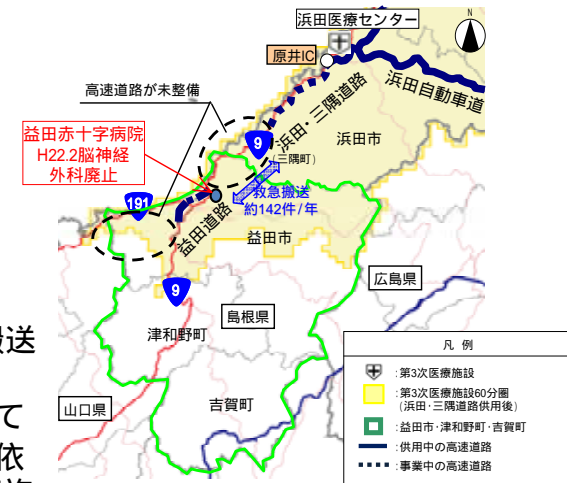 浜田医療センター
N
原井IC
高速道路が未整備
浜田自動車道
浜田・三隅道路
益田赤十字病院
H22.2脳神経
外科廃止
9
(三隅町)
浜田市
191
救急搬送
約142件/年
益田道路
益田市
9
広島県
島根県
津和野町
山口県
吉賀町
搬送
て
依
凡 例
:第3次医療施設
:第3次医療施設60分圏
(浜田・三隅道路供用後)
:益田市・津和野町・吉賀町
:供用中の高速道路
:事業中の高速道路